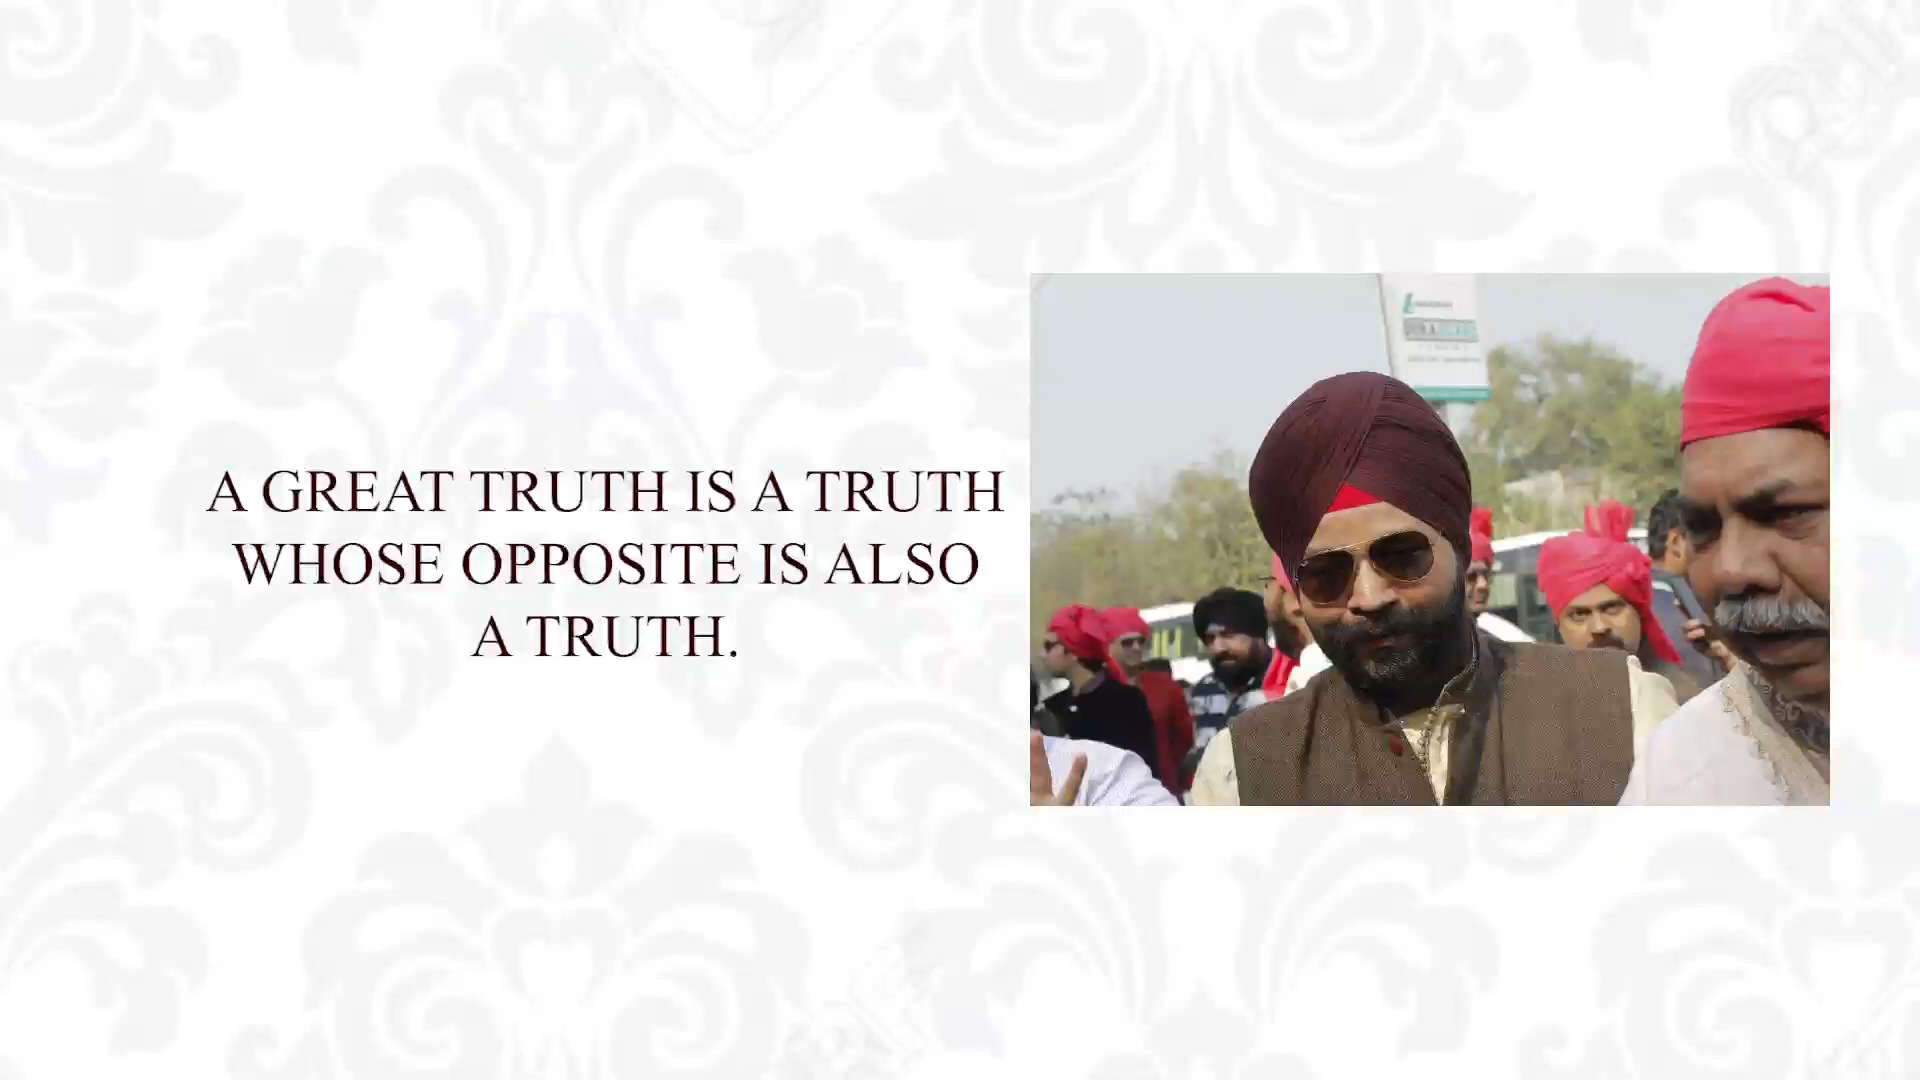 A GREAT TRUTH IS A TRUTH
WHOSE OPPOSITE IS ALSO
A TRUTH.